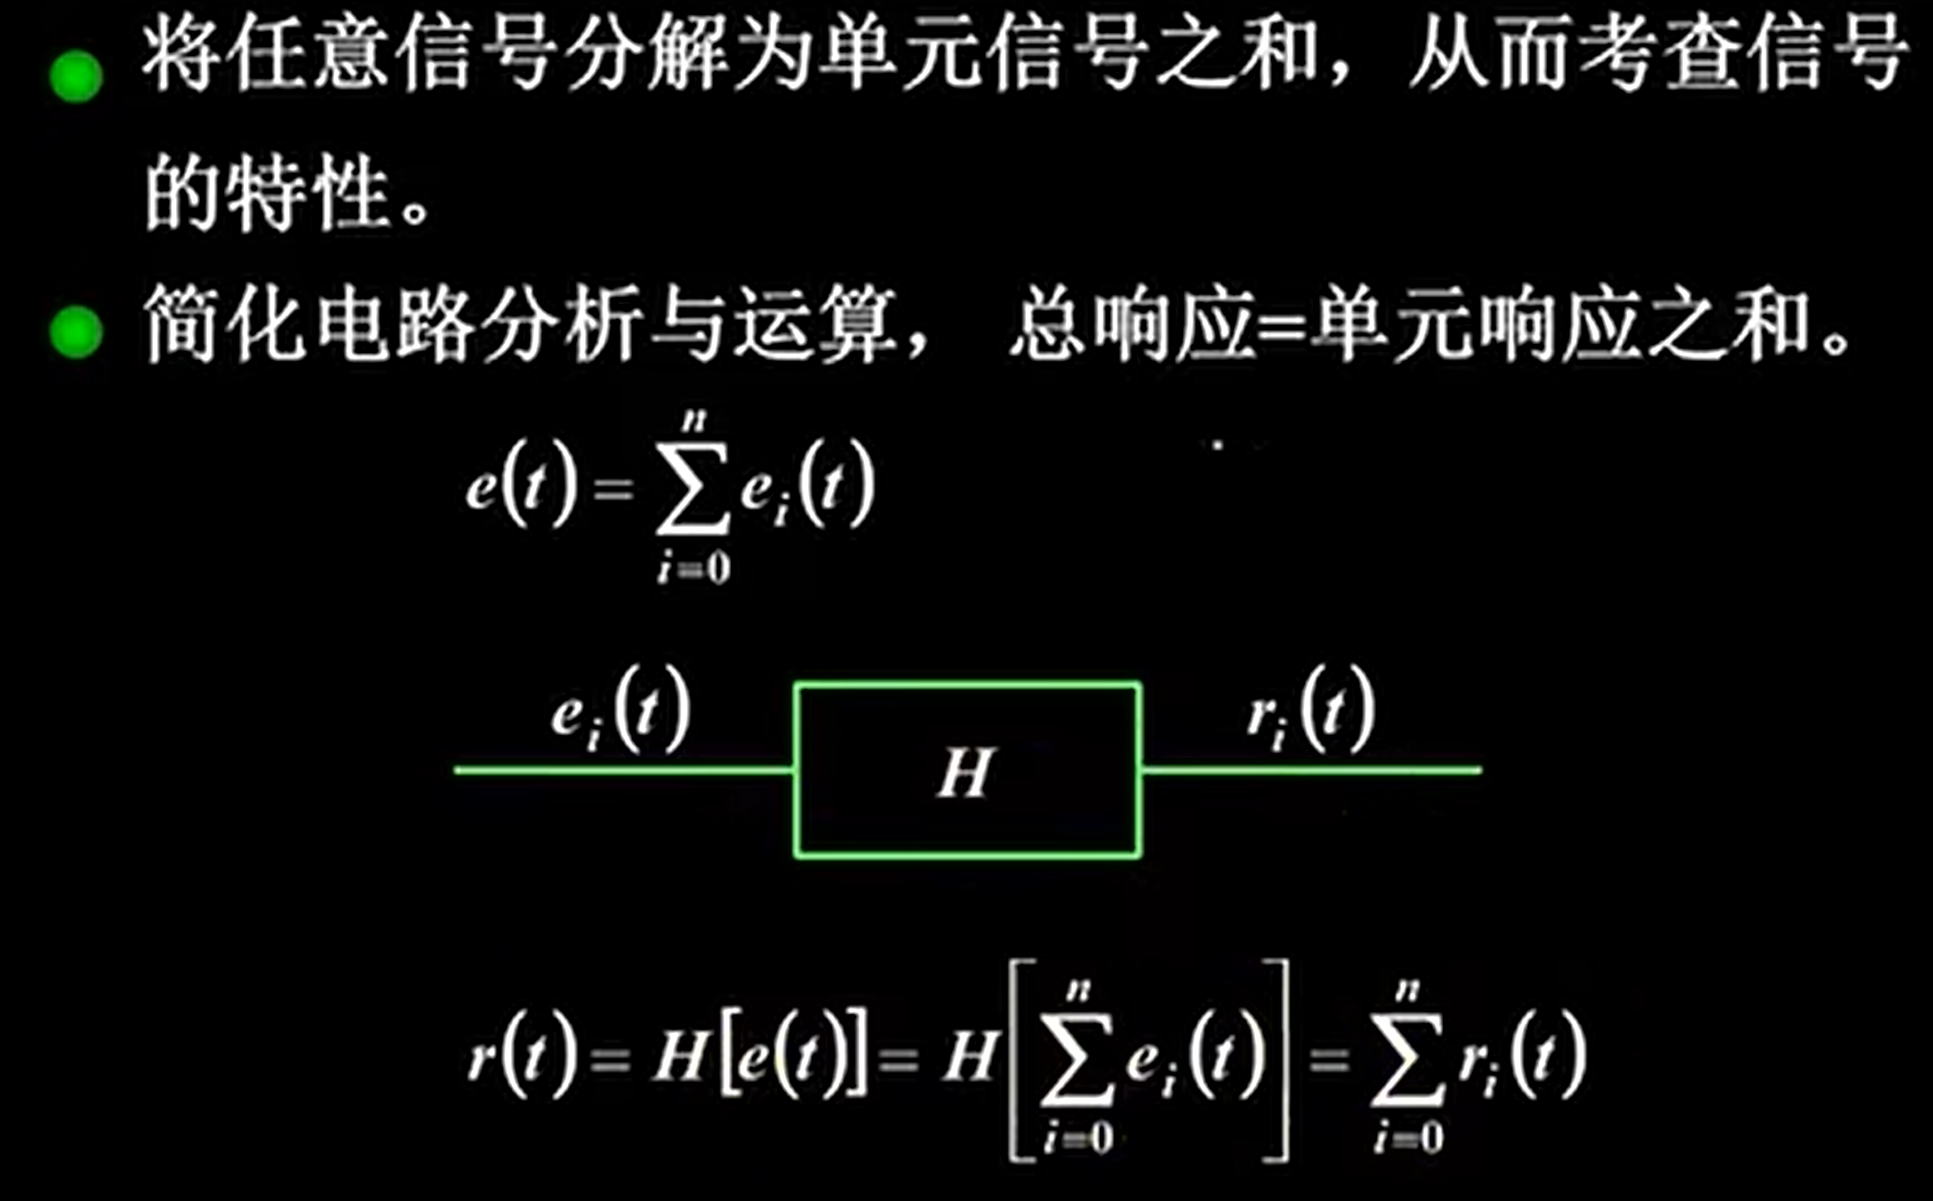 将任意信号分解为单元信号之和，从而考查信号
的特性。
简化电路分析与运算， 总响应=单元响应之和。
e(t) = \sum_{i=0}^{n} e_i(t)
e_i(t) H r_i(t)
r(t) = H[e(t)] = H[\sum_{i=0}^{n} e_i(t)] = \sum_{i=0}^{n} r_i(t)